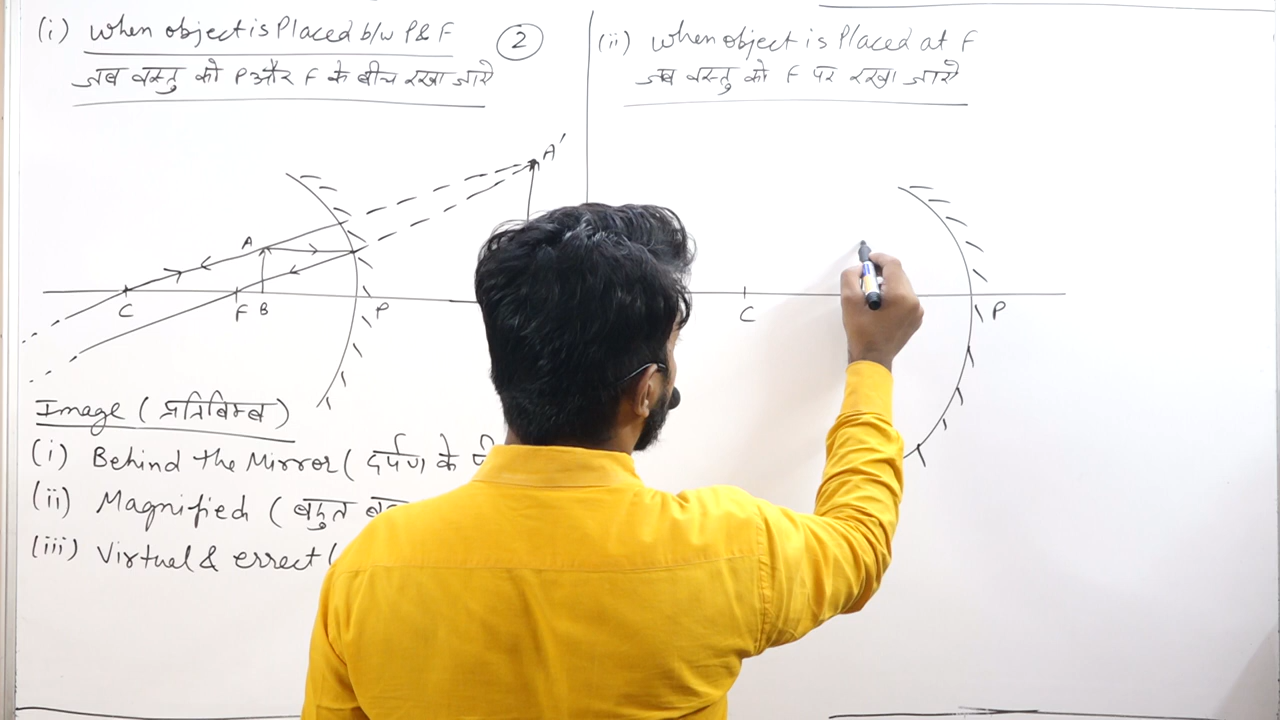 (i) when object is Placed b/w P & F
जब वस्तु को P और F के बीच रखा जाये
2
(ii) when object is Placed at F
जब वस्तु को F पर रखा जाये
A'
A
C
F B
P
C
P
Image (प्रतिबिम्ब)
(i) Behind the Mirror ( दर्पण के
(ii) Magnified ( बहुत
(iii) Virtual & errect (